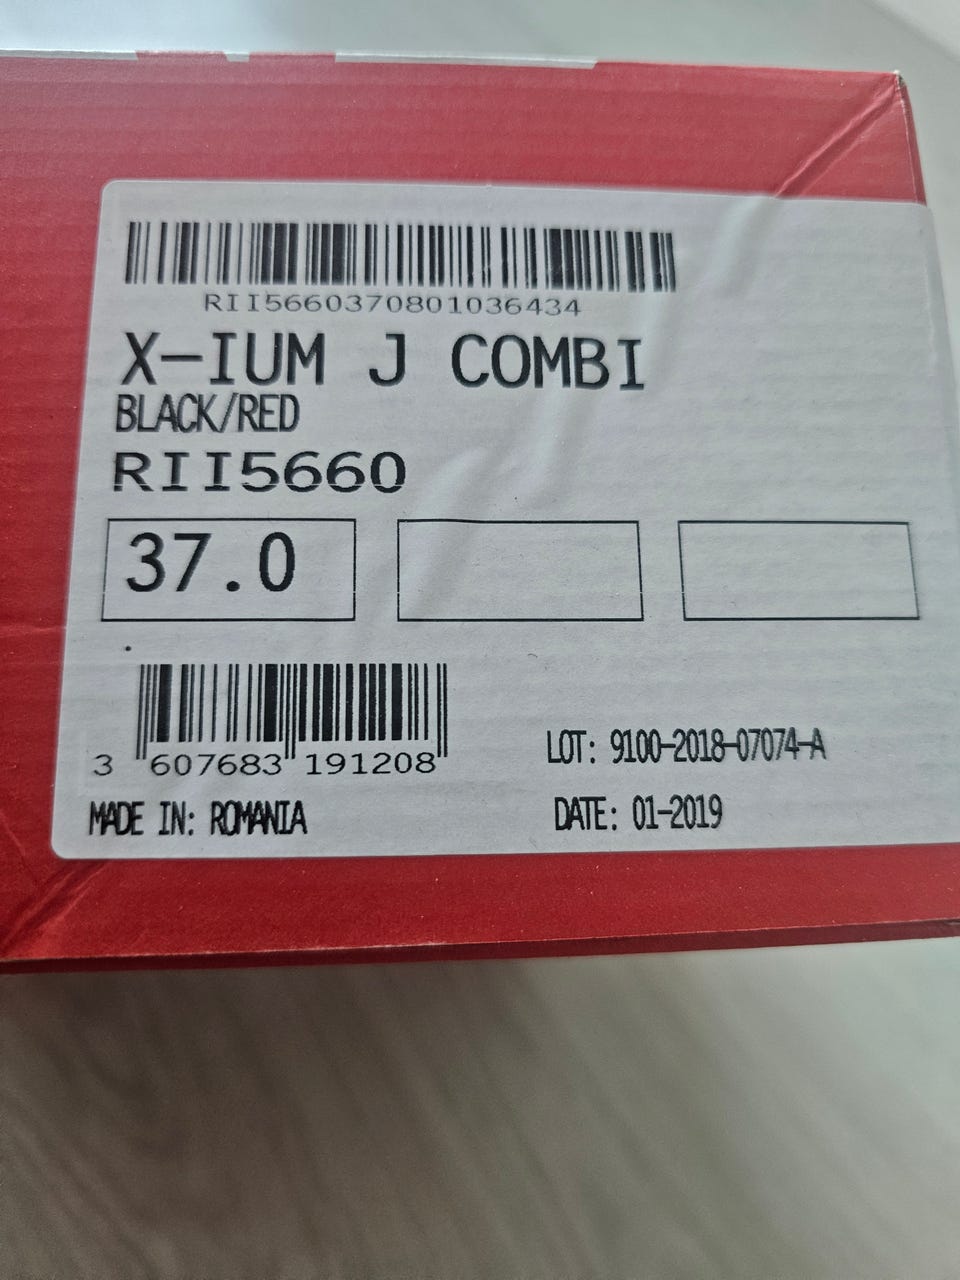 RII5660370801036434
X-IUM J COMBI
BLACK/RED
RII5660
37.0
3 607683 191208
LOT: 9100-2018-07074-A
MADE IN: ROMANIA
DATE: 01-2019